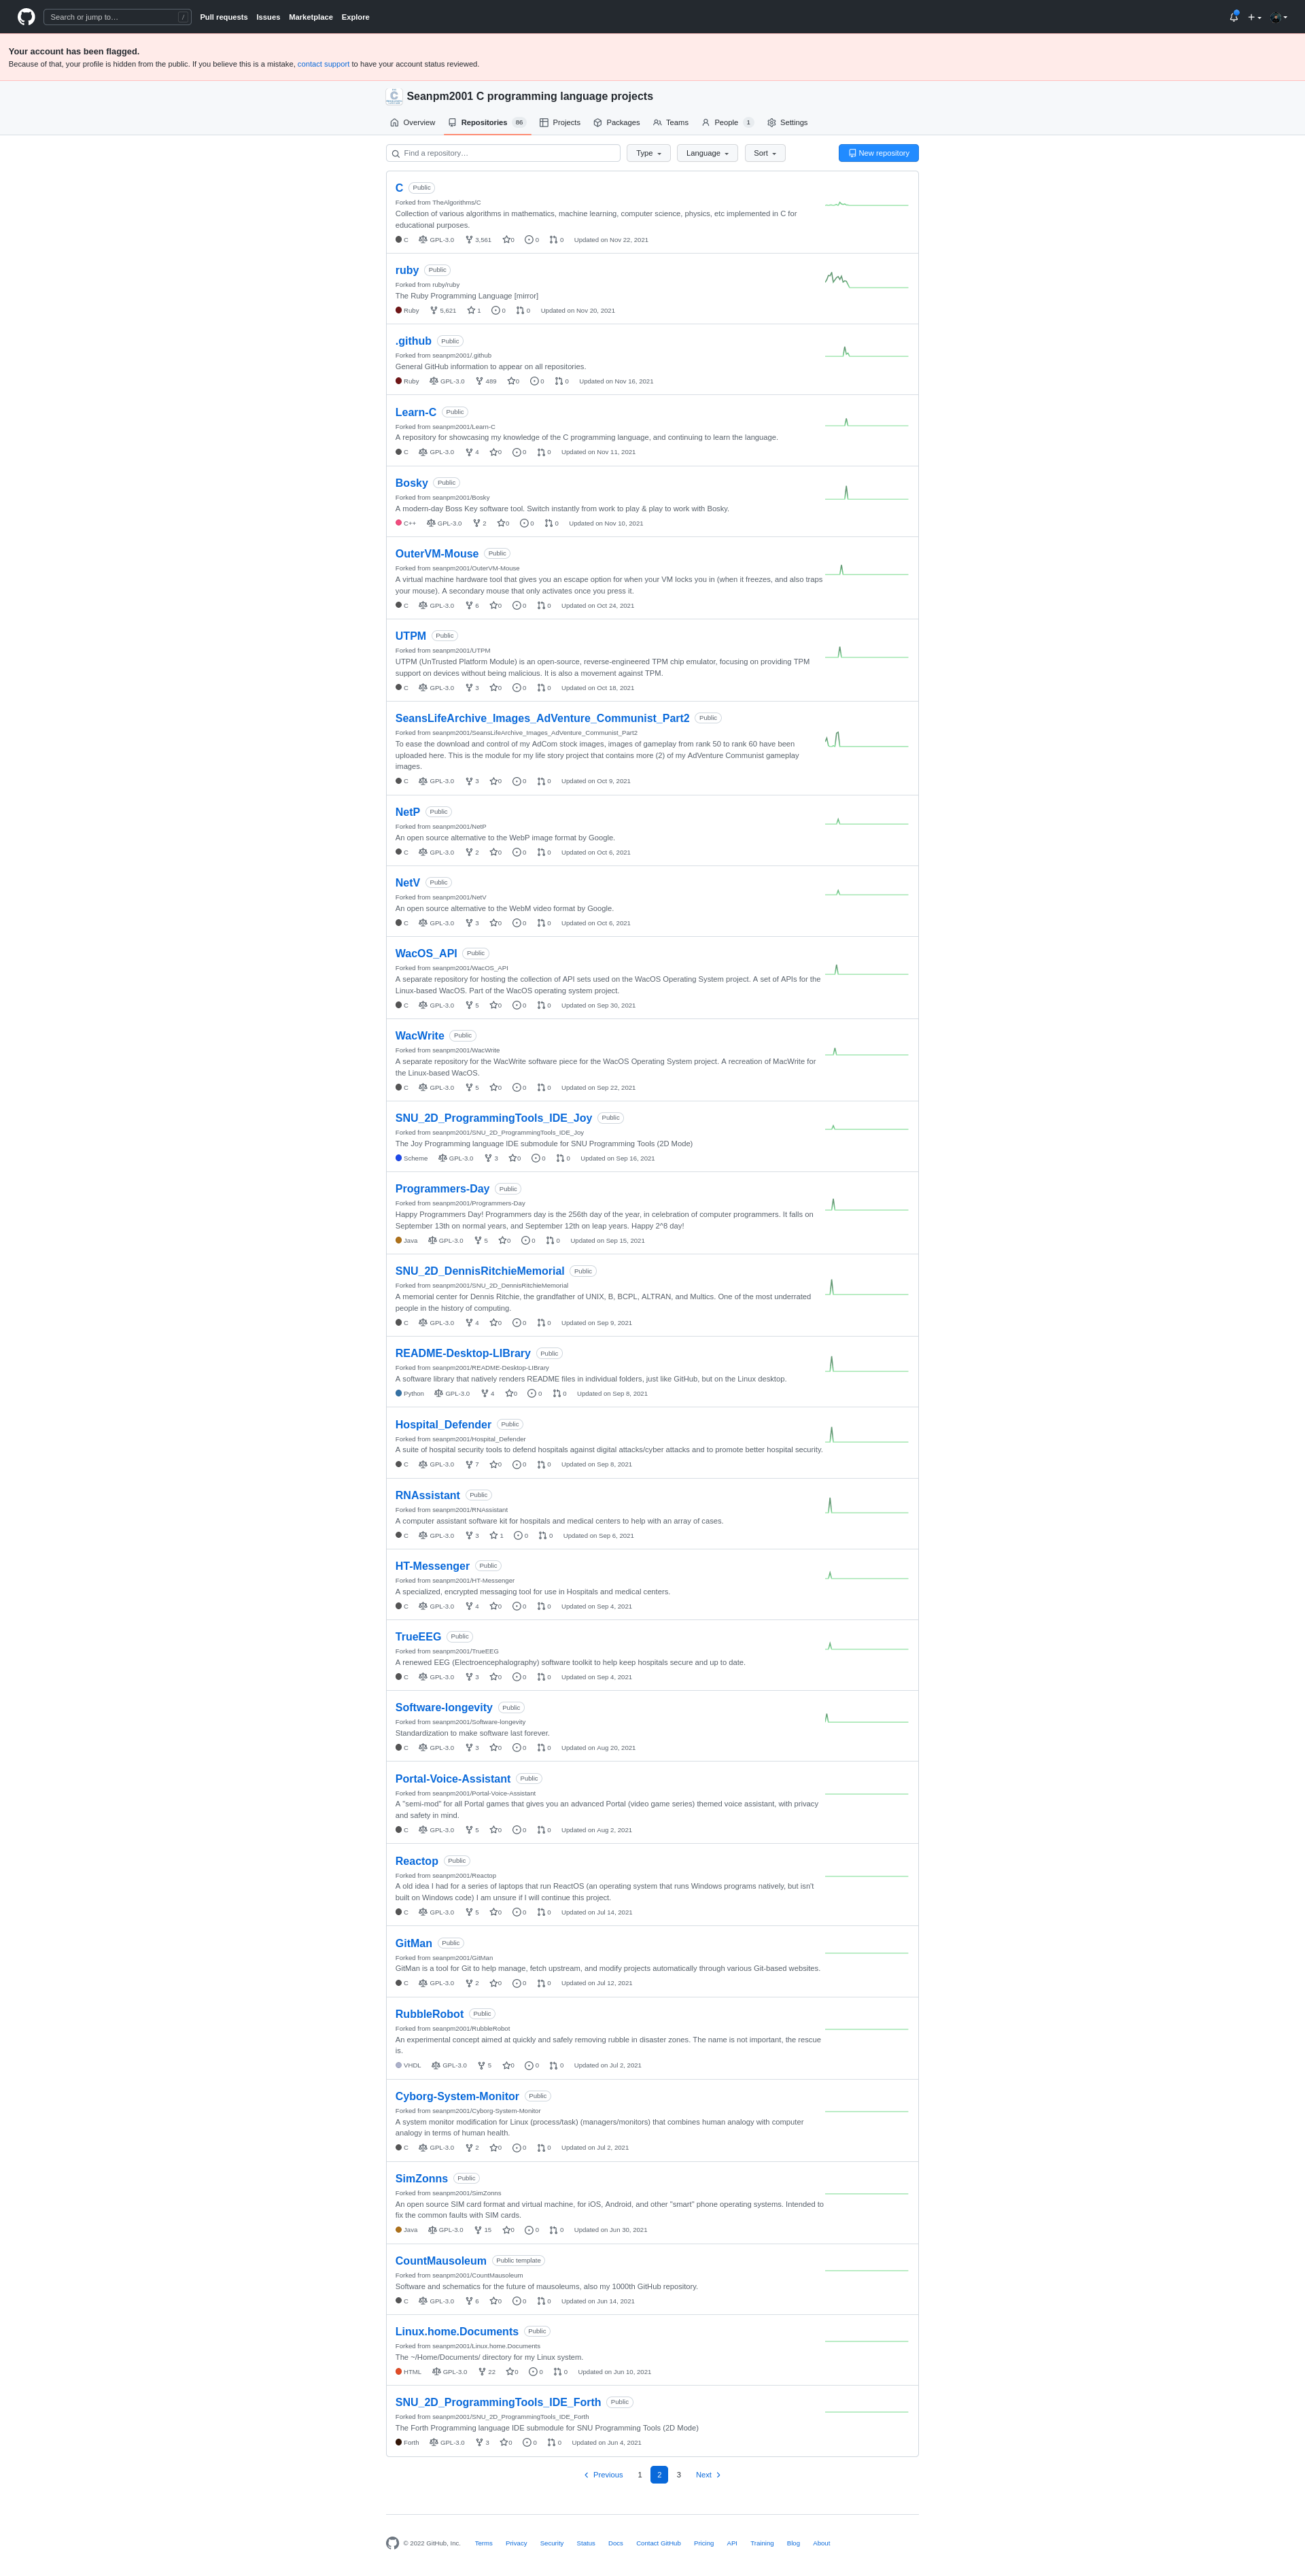 Search or jump to…
/
Pull requests Issues Marketplace Explore
Your account has been flagged.
Because of that, your profile is hidden from the public. If you believe this is a mistake, contact support to have your account status reviewed.
Seanpm2001 C programming language projects
Overview Repositories 86 Projects Packages Teams People 1 Settings
Find a repository… Type Language Sort New repository
C Public
Forked from TheAlgorithms/C
Collection of various algorithms in mathematics, machine learning, computer science, physics, etc implemented in C for
educational purposes.
C GPL-3.0 3,561 0 0 0 Updated on Nov 22, 2021
ruby Public
Forked from ruby/ruby
The Ruby Programming Language [mirror]
Ruby 5,621 1 0 0 Updated on Nov 20, 2021
.github Public
Forked from seanpm2001/.github
General GitHub information to appear on all repositories.
Ruby GPL-3.0 489 0 0 0 Updated on Nov 16, 2021
Learn-C Public
Forked from seanpm2001/Learn-C
A repository for showcasing my knowledge of the C programming language, and continuing to learn the language.
C GPL-3.0 4 0 0 0 Updated on Nov 11, 2021
Bosky Public
Forked from seanpm2001/Bosky
A modern-day Boss Key software tool. Switch instantly from work to play & play to work with Bosky.
C++ GPL-3.0 2 0 0 0 Updated on Nov 10, 2021
OuterVM-Mouse Public
Forked from seanpm2001/OuterVM-Mouse
A virtual machine hardware tool that gives you an escape option for when your VM locks you in (when it freezes, and also traps
your mouse). A secondary mouse that only activates once you press it.
C GPL-3.0 6 0 0 0 Updated on Oct 24, 2021
UTPM Public
Forked from seanpm2001/UTPM
UTPM (UnTrusted Platform Module) is an open-source, reverse-engineered TPM chip emulator, focusing on providing TPM
support on devices without being malicious. It is also a movement against TPM.
C GPL-3.0 3 0 0 0 Updated on Oct 18, 2021
SeansLifeArchive_Images_AdVenture_Communist_Part2 Public
Forked from seanpm2001/SeansLifeArchive_Images_AdVenture_Communist_Part2
To ease the download and control of my AdCom stock images, images of gameplay from rank 50 to rank 60 have been
uploaded here. This is the module for my life story project that contains more (2) of my AdVenture Communist gameplay
images.
C GPL-3.0 3 0 0 0 Updated on Oct 9, 2021
NetP Public
Forked from seanpm2001/NetP
An open source alternative to the WebP image format by Google.
C GPL-3.0 2 0 0 0 Updated on Oct 6, 2021
NetV Public
Forked from seanpm2001/NetV
An open source alternative to the WebM video format by Google.
C GPL-3.0 3 0 0 0 Updated on Oct 6, 2021
WacOS_API Public
Forked from seanpm2001/WacOS_API
A separate repository for hosting the collection of API sets used on the WacOS Operating System project. A set of APIs for the
Linux-based WacOS. Part of the WacOS operating system project.
C GPL-3.0 5 0 0 0 Updated on Sep 30, 2021
WacWrite Public
Forked from seanpm2001/WacWrite
A separate repository for the WacWrite software piece for the WacOS Operating System project. A recreation of MacWrite for
the Linux-based WacOS.
C GPL-3.0 5 0 0 0 Updated on Sep 22, 2021
SNU_2D_ProgrammingTools_IDE_Joy Public
Forked from seanpm2001/SNU_2D_ProgrammingTools_IDE_Joy
The Joy Programming language IDE submodule for SNU Programming Tools (2D Mode)
Scheme GPL-3.0 3 0 0 0 Updated on Sep 16, 2021
Programmers-Day Public
Forked from seanpm2001/Programmers-Day
Happy Programmers Day! Programmers day is the 256th day of the year, in celebration of computer programmers. It falls on
September 13th on normal years, and September 12th on leap years. Happy 2^8 day!
Java GPL-3.0 5 0 0 0 Updated on Sep 15, 2021
SNU_2D_DennisRitchieMemorial Public
Forked from seanpm2001/SNU_2D_DennisRitchieMemorial
A memorial center for Dennis Ritchie, the grandfather of UNIX, B, BCPL, ALTRAN, and Multics. One of the most underrated
people in the history of computing.
C GPL-3.0 4 0 0 0 Updated on Sep 9, 2021
README-Desktop-LIBrary Public
Forked from seanpm2001/README-Desktop-LIBrary
A software library that natively renders README files in individual folders, just like GitHub, but on the Linux desktop.
Python GPL-3.0 4 0 0 0 Updated on Sep 8, 2021
Hospital_Defender Public
Forked from seanpm2001/Hospital_Defender
A suite of hospital security tools to defend hospitals against digital attacks/cyber attacks and to promote better hospital security.
C GPL-3.0 7 0 0 0 Updated on Sep 8, 2021
RNAssistant Public
Forked from seanpm2001/RNAssistant
A computer assistant software kit for hospitals and medical centers to help with an array of cases.
C GPL-3.0 3 1 0 0 Updated on Sep 6, 2021
HT-Messenger Public
Forked from seanpm2001/HT-Messenger
A specialized, encrypted messaging tool for use in Hospitals and medical centers.
C GPL-3.0 4 0 0 0 Updated on Sep 4, 2021
TrueEEG Public
Forked from seanpm2001/TrueEEG
A renewed EEG (Electroencephalography) software toolkit to help keep hospitals secure and up to date.
C GPL-3.0 3 0 0 0 Updated on Sep 4, 2021
Software-longevity Public
Forked from seanpm2001/Software-longevity
Standardization to make software last forever.
C GPL-3.0 3 0 0 0 Updated on Aug 20, 2021
Portal-Voice-Assistant Public
Forked from seanpm2001/Portal-Voice-Assistant
A "semi-mod" for all Portal games that gives you an advanced Portal (video game series) themed voice assistant, with privacy
and safety in mind.
C GPL-3.0 5 0 0 0 Updated on Aug 2, 2021
Reactop Public
Forked from seanpm2001/Reactop
A old idea I had for a series of laptops that run ReactOS (an operating system that runs Windows programs natively, but isn't
built on Windows code) I am unsure if I will continue this project.
C GPL-3.0 5 0 0 0 Updated on Jul 14, 2021
GitMan Public
Forked from seanpm2001/GitMan
GitMan is a tool for Git to help manage, fetch upstream, and modify projects automatically through various Git-based websites.
C GPL-3.0 2 0 0 0 Updated on Jul 12, 2021
RubbleRobot Public
Forked from seanpm2001/RubbleRobot
An experimental concept aimed at quickly and safely removing rubble in disaster zones. The name is not important, the rescue
is.
VHDL GPL-3.0 5 0 0 0 Updated on Jul 2, 2021
Cyborg-System-Monitor Public
Forked from seanpm2001/Cyborg-System-Monitor
A system monitor modification for Linux (process/task) (managers/monitors) that combines human analogy with computer
analogy in terms of human health.
C GPL-3.0 2 0 0 0 Updated on Jul 2, 2021
SimZonns Public
Forked from seanpm2001/SimZonns
An open source SIM card format and virtual machine, for iOS, Android, and other "smart" phone operating systems. Intended to
fix the common faults with SIM cards.
Java GPL-3.0 15 0 0 0 Updated on Jun 30, 2021
CountMausoleum Public template
Forked from seanpm2001/CountMausoleum
Software and schematics for the future of mausoleums, also my 1000th GitHub repository.
C GPL-3.0 6 0 0 0 Updated on Jun 14, 2021
Linux.home.Documents Public
Forked from seanpm2001/Linux.home.Documents
The ~/Home/Documents/ directory for my Linux system.
HTML GPL-3.0 22 0 0 0 Updated on Jun 10, 2021
SNU_2D_ProgrammingTools_IDE_Forth Public
Forked from seanpm2001/SNU_2D_ProgrammingTools_IDE_Forth
The Forth Programming language IDE submodule for SNU Programming Tools (2D Mode)
Forth GPL-3.0 3 0 0 0 Updated on Jun 4, 2021
Previous 1 2 3 Next
© 2022 GitHub, Inc. Terms Privacy Security Status Docs Contact GitHub Pricing API Training Blog About